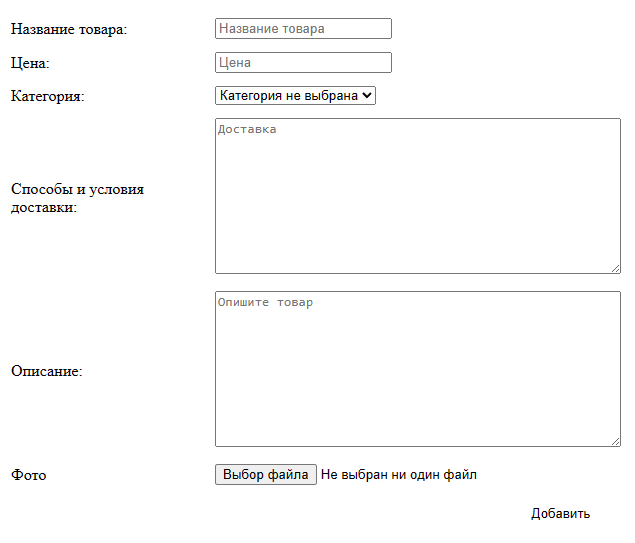 Название товара: Название товара
Цена: Цена
Категория: Категория не выбрана
Доставка
Способы и условия
доставки:
Опишите товар
Описание:
Фото Выбор файла Не выбран ни один файл
Добавить